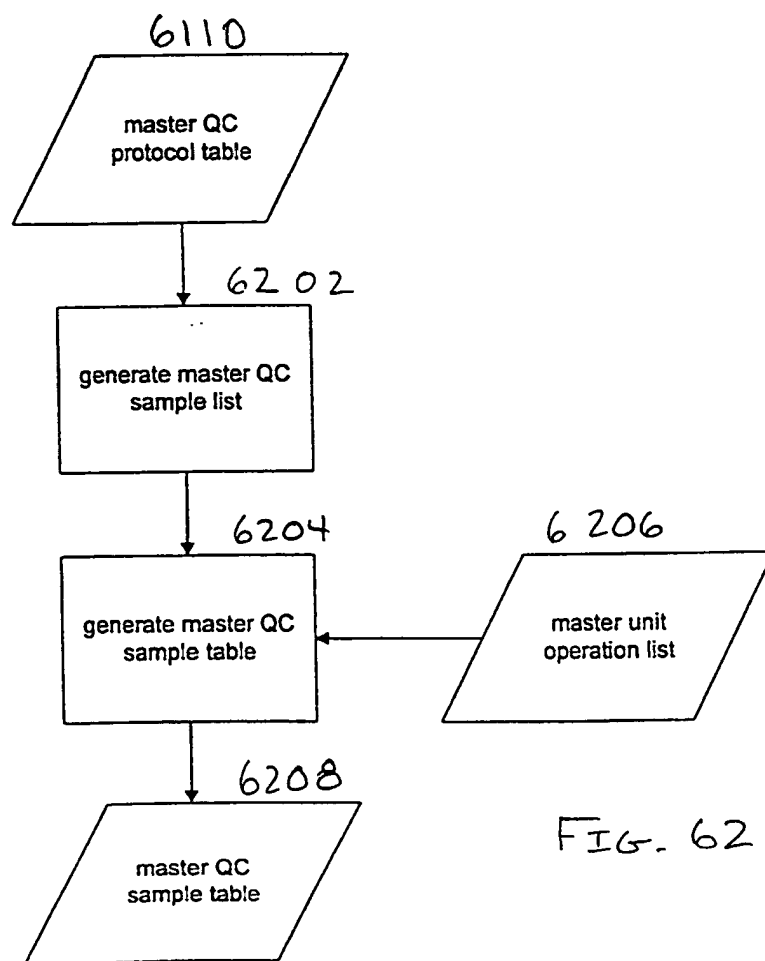 6110
master QC
protocol table
6202
generate master QC
sample list
6204
generate master QC
sample table
6206
master unit
operation list
6208
master QC
sample table
FIG. 62